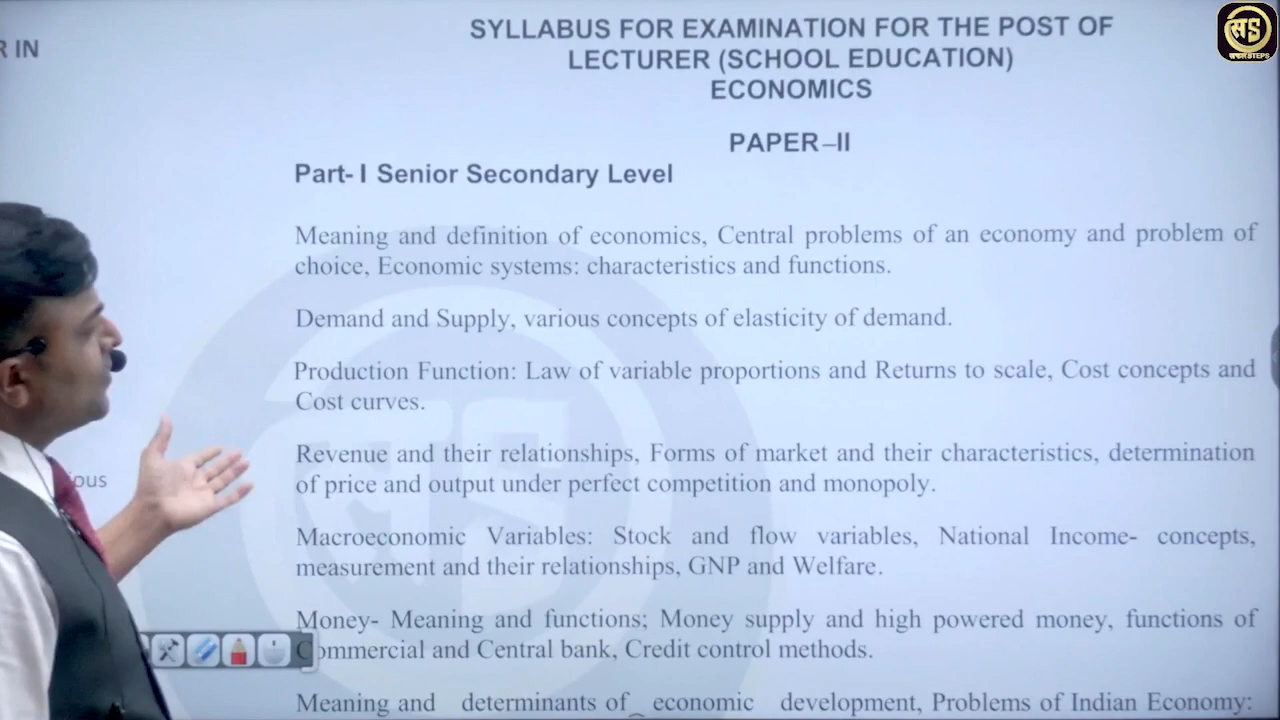 R IN
SYLLABUS FOR EXAMINATION FOR THE POST OF
LECTURER (SCHOOL EDUCATION)
ECONOMICS
PAPER –II
Part- I Senior Secondary Level
Meaning and definition of economics, Central problems of an economy and problem of
choice, Economic systems: characteristics and functions.
Demand and Supply, various concepts of elasticity of demand.
Production Function: Law of variable proportions and Returns to scale, Cost concepts and
Cost curves.
Revenue and their relationships, Forms of market and their characteristics, determination
of price and output under perfect competition and monopoly.
ous
Macroeconomic Variables: Stock and flow variables, National Income- concepts,
measurement and their relationships, GNP and Welfare.
Money- Meaning and functions; Money supply and high powered money, functions of
Commercial and Central bank, Credit control methods.
Meaning and determinants of economic development, Problems of Indian Economy: